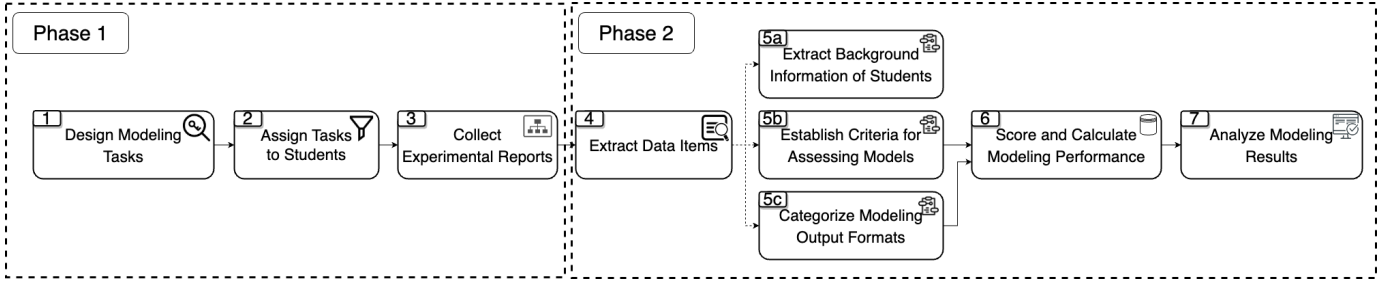 Phase 1
1
Design Modeling
Tasks
2
Assign Tasks
to Students
3
Collect
Experimental Reports
Phase 2
4
Extract Data Items
5a
Extract Background
Information of Students
5b
Establish Criteria for
Assessing Models
5c
Categorize Modeling
Output Formats
6
Score and Calculate
Modeling Performance
7
Analyze Modeling
Results